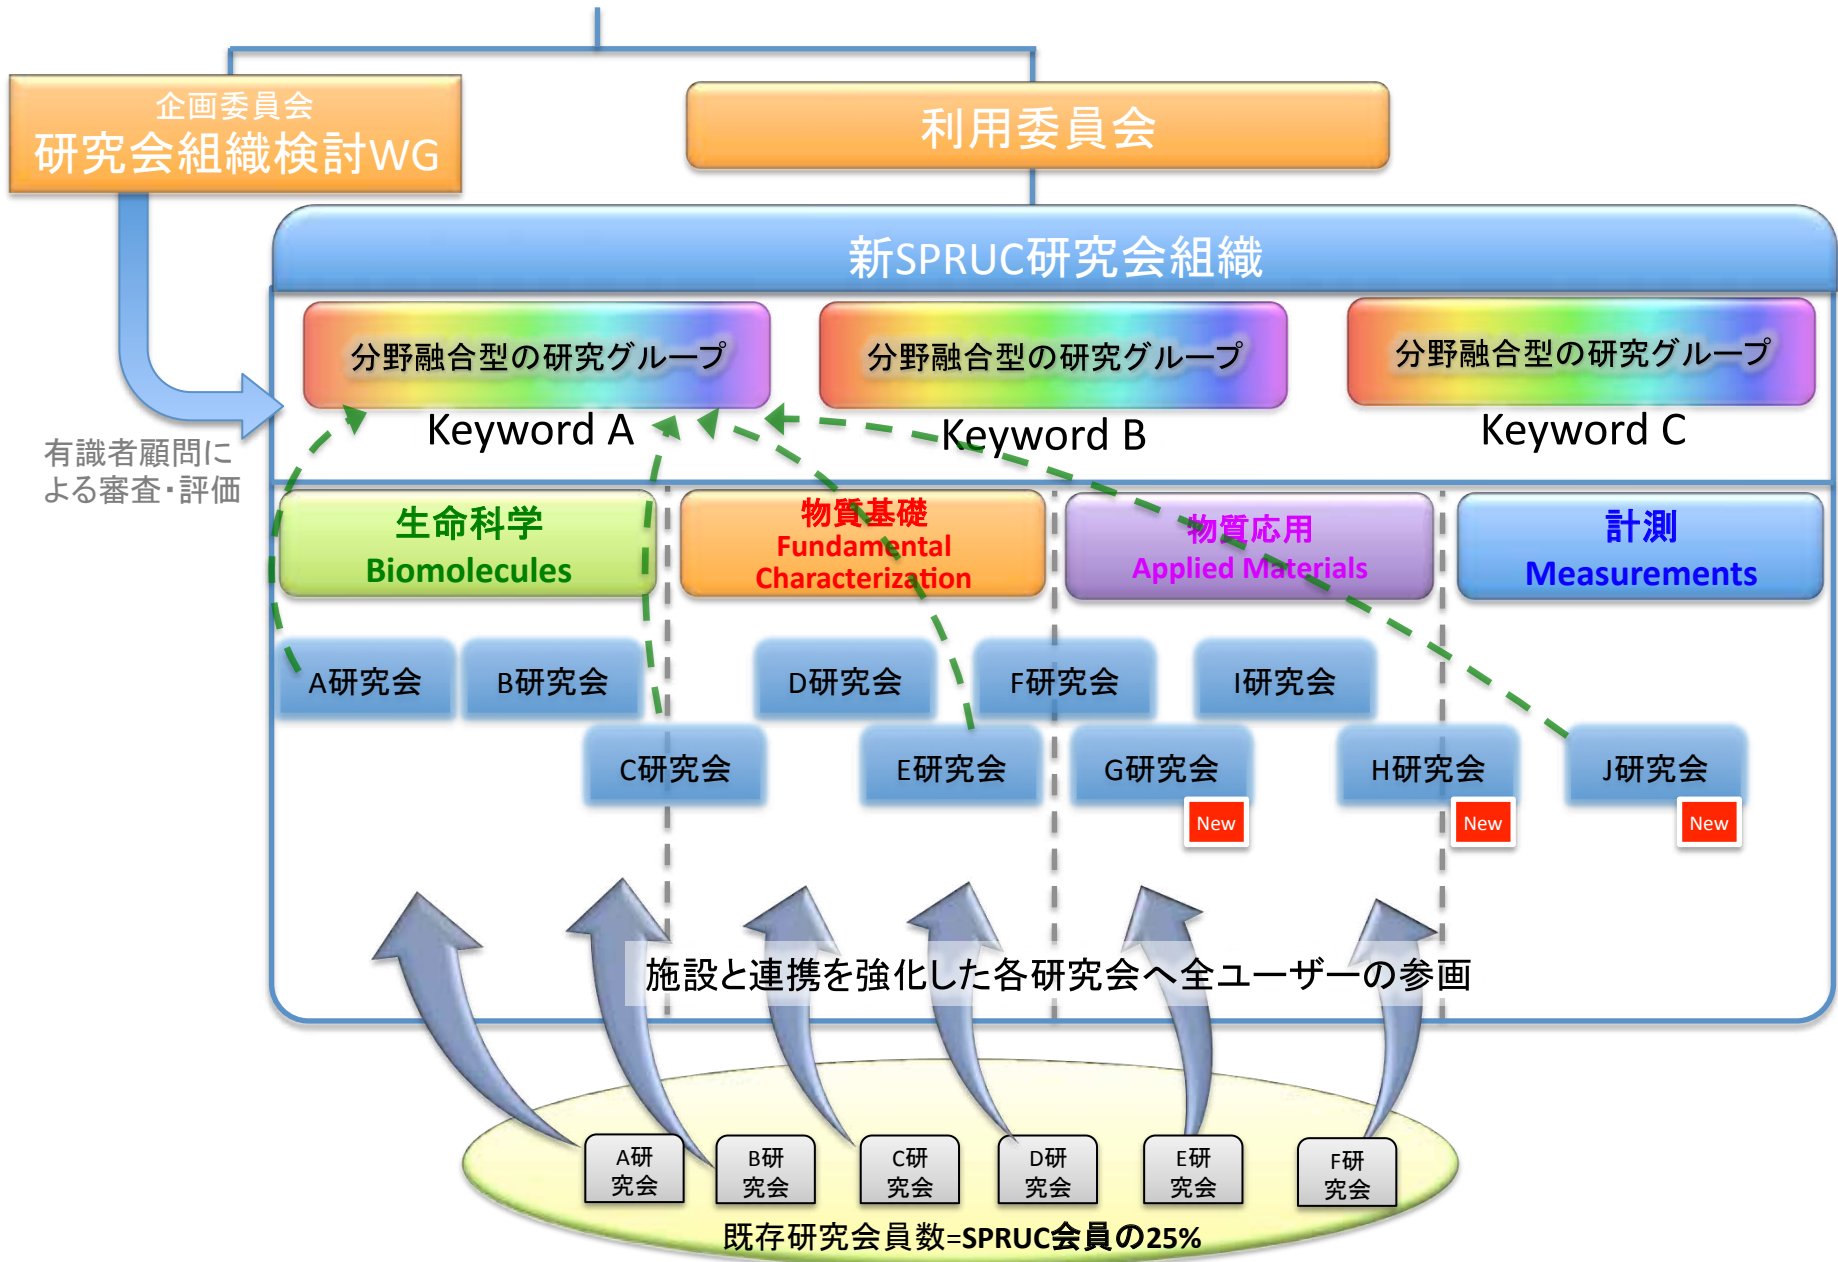 企画委員会
研究会組織検討WG
利用委員会
新SPRUC研究会組織
分野融合型の研究グループ
分野融合型の研究グループ
分野融合型の研究グループ
Keyword A
Keyword B
Keyword C
有識者顧問に
よる審査・評価
生命科学
Biomolecules
物質基礎
Fundamental
Characterization
物質応用
Applied Materials
計測
Measurements
A研究会
B研究会
D研究会
F研究会
I研究会
C研究会
E研究会
G研究会
H研究会
J研究会
New
New
New
施設と連携を強化した各研究会へ全ユーザーの参画
A研
究会
B研
究会
C研
究会
D研
究会
E研
究会
F研
究会
既存研究会員数=SPRUC会員の25%